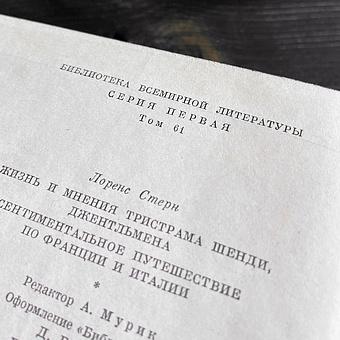 БИБЛИОТЕКА ВСЕМИРНОЙ ЛИТЕРАТУРЫ
СЕРИЯ ПЕРВАЯ
Том 61
Лоренс Стерн
ЖИЗНЬ И МНЕНИЯ ТРИСТРАМА ШЕНДИ,
ДЖЕНТЛЬМЕНА
СЕНТИМЕНТАЛЬНОЕ ПУТЕШЕСТВИЕ
ПО ФРАНЦИИ И ИТАЛИИ
*
Редактор А. Мурик
Оформление
Д.